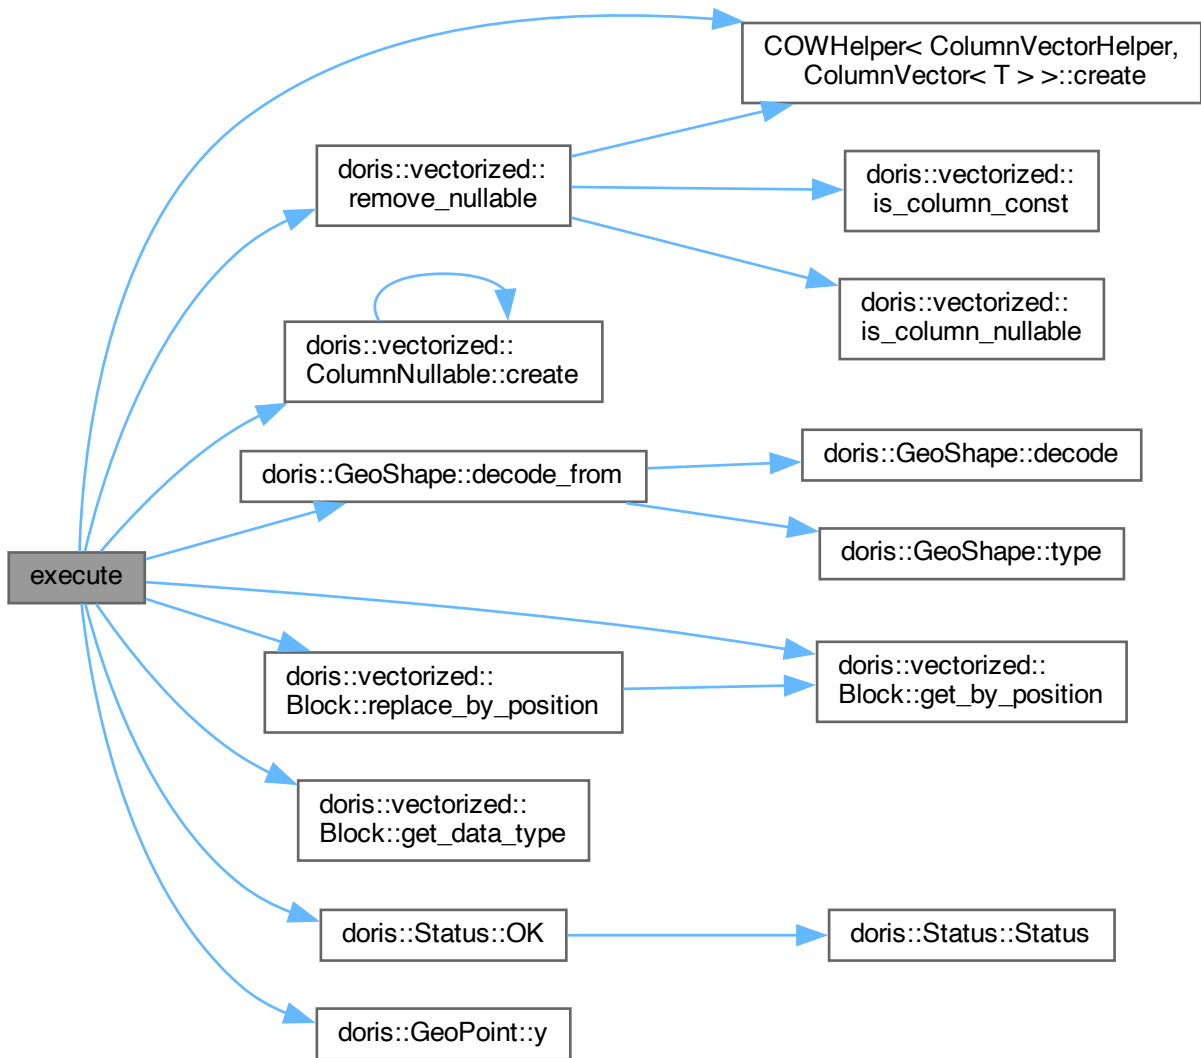 COWHelper< ColumnVectorHelper,
ColumnVector< T > >::create
doris::vectorized::
remove_nullable
doris::vectorized::
is_column_const
doris::vectorized::
is_column_nullable
doris::vectorized::
ColumnNullable::create
doris::GeoShape::decode_from
doris::GeoShape::decode
doris::GeoShape::type
execute
doris::vectorized::
Block::replace_by_position
doris::vectorized::
Block::get_by_position
doris::vectorized::
Block::get_data_type
doris::Status::OK
doris::Status::Status
doris::GeoPoint::y